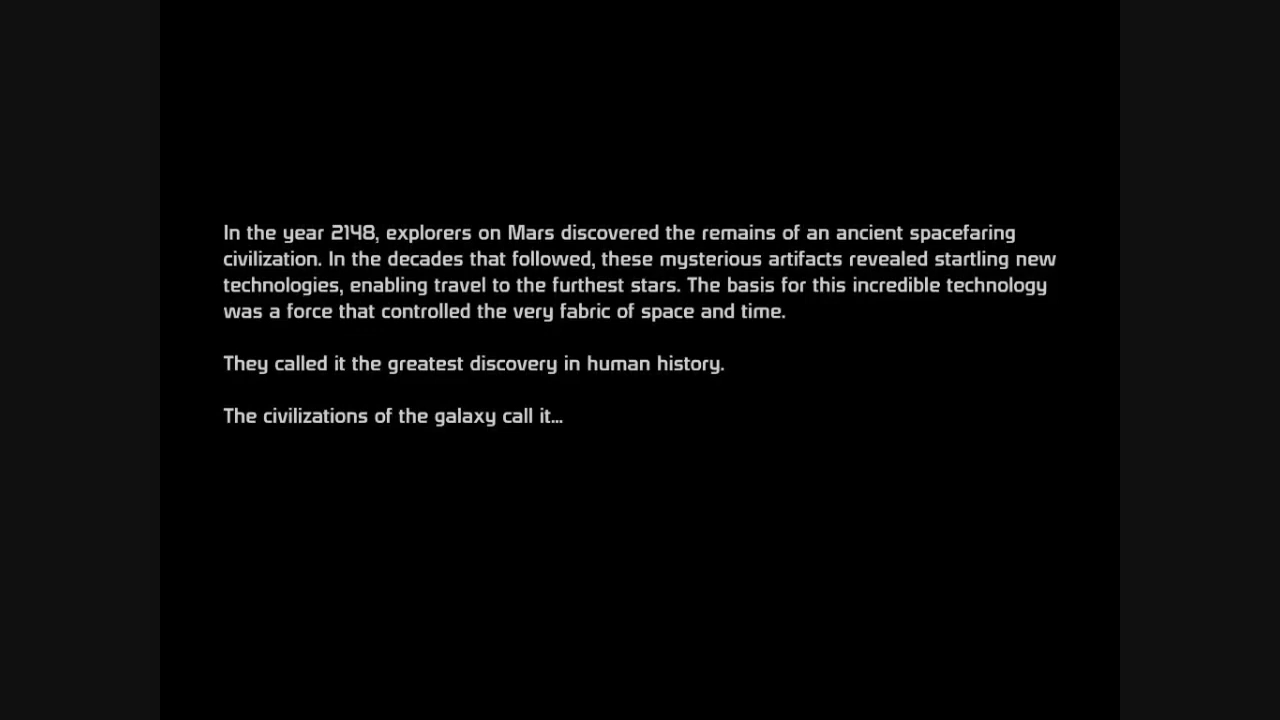 In the year 2148, explorers on Mars discovered the remains of an ancient spacefaring
civilization. In the decades that followed, these mysterious artifacts revealed startling new
technologies, enabling travel to the furthest stars. The basis for this incredible technology
was a force that controlled the very fabric of space and time.
They called it the greatest discovery in human history.
The civilizations of the galaxy call it...